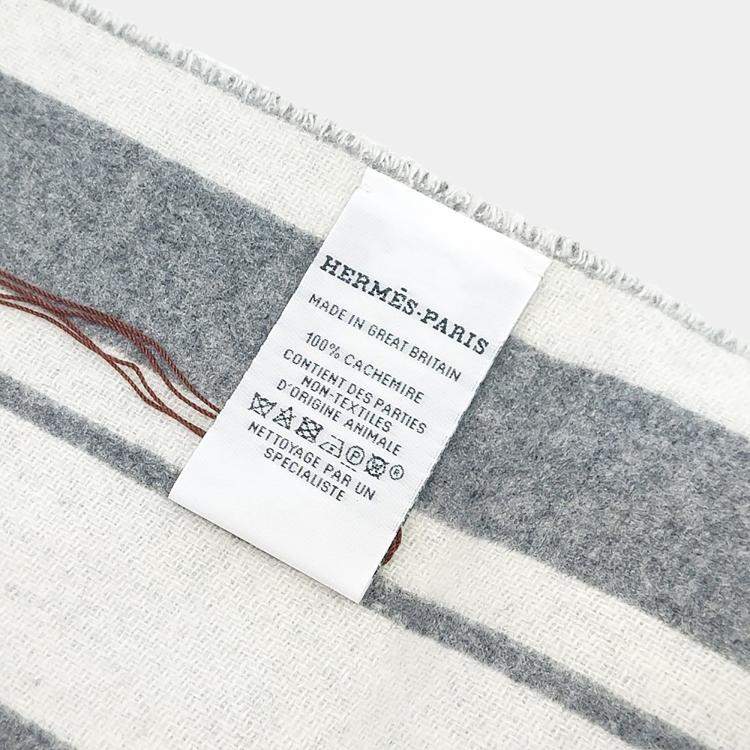 HERMÈS-PARIS
MADE IN GREAT BRITAIN
100% CACHEMIRE
CONTIENT DES PARTIES
NON-TEXTILES
D'ORIGINE ANIMALE
P ®
NETTOYAGE PAR UN
SPECIALISTE